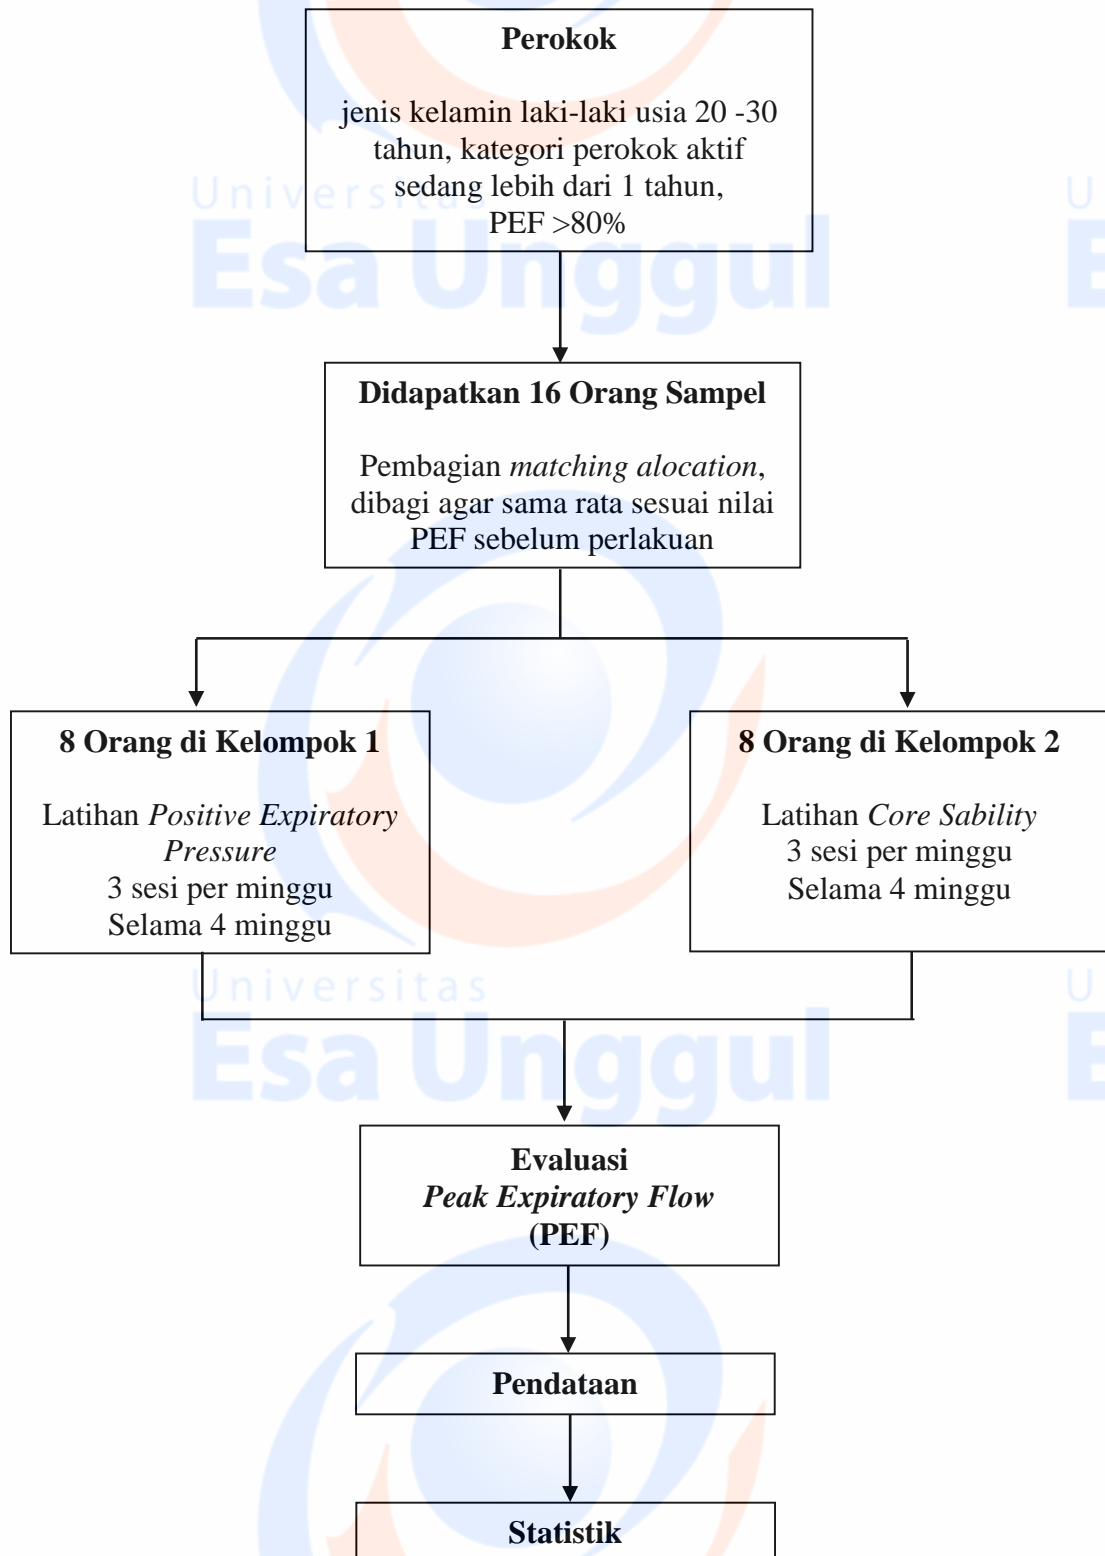 Perokok
jenis kelamin laki-laki usia 20 -30
tahun, kategori perokok aktif
sedang lebih dari 1 tahun,
PEF >80%
Universitas
Esa Unggul
U
E
Didapatkan 16 Orang Sampel
Pembagian matching alocation,
dibagi agar sama rata sesuai nilai
PEF sebelum perlakuan
8 Orang di Kelompok 1
Latihan Positive Expiratory
Pressure
3 sesi per minggu
Selama 4 minggu
8 Orang di Kelompok 2
Latihan Core Sability
3 sesi per minggu
Selama 4 minggu
Universitas
Esa Unggul
U
E
Evaluasi
Peak Expiratory Flow
(PEF)
Pendataan
Statistik